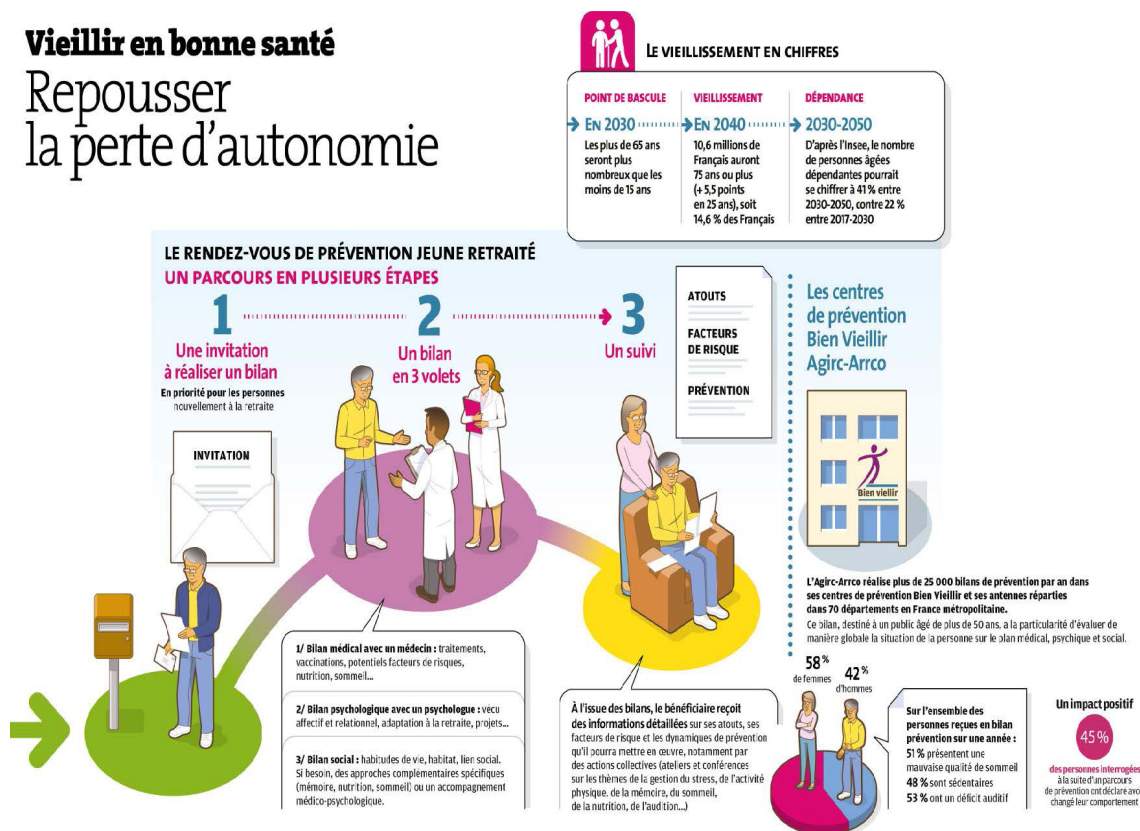 Vieillir en bonne santé
Repousser
la perte d'autonomie
LE VIEILLISSEMENT EN CHIFFRES
POINT DE BASCULE
EN 2030
Les plus de 65 ans
seront plus
nombreux que les
moins de 15 ans
VIEILLISSEMENT
EN 2040
10,6 millions de
Français auront
75 ans ou plus
(+ 5,5 points
en 25 ans), soit
14,6 % des Français
DÉPENDANCE
2030-2050
D'après l'Insee, le nombre
de personnes âgées
dépendantes pourrait
se chiffrer à 41 % entre
2030-2050, contre 22 %
entre 2017-2030
LE RENDEZ-VOUS DE PRÉVENTION JEUNE RETRAITÉ
UN PARCOURS EN PLUSIEURS ÉTAPES
1
Une invitation
à réaliser un bilan
En priorité pour les personnes
nouvellement à la retraite
INVITATION
2
Un bilan
en 3 volets
3
Un suivi
ATOUTS
FACTEURS
DE RISQUE
PRÉVENTION
1/ Bilan médical avec un médecin : traitements,
vaccinations, potentiels facteurs de risques,
nutrition, sommeil...
2/ Bilan psychologique avec un psychologue : vécu
affectif et relationnel, adaptation à la retraite, projets...
3/ Bilan social : habitudes de vie, habitat, lien social.
Si besoin, des approches complémentaires spécifiques
(mémoire, nutrition, sommeil) ou un accompagnement
médico-psychologique.
À l'issue des bilans, le bénéficiaire reçoit
des informations détaillées sur ses atouts, ses
facteurs de risque et les dynamiques de prévention
qu'il pourra mettre en œuvre, notamment par
des actions collectives (ateliers et conférences
sur les thèmes de la gestion du stress, de l'activité
physique, de la mémoire, du sommeil,
de la nutrition, de l'audition...)
Les centres
de prévention
Bien Vieillir
Agirc-Arrco
Bien vieillir
L'Agirc-Arrco réalise plus de 25 000 bilans de prévention par an dans
ses centres de prévention Bien Vieillir et ses antennes réparties
dans 70 départements en France métropolitaine.
Ce bilan, destiné à un public âgé de plus de 50 ans, a la particularité d'évaluer de
manière globale la situation de la personne sur le plan médical, psychique et social.
58 %
de femmes
42 %
d'hommes
Sur l'ensemble des
personnes reçues en bilan
prévention sur une année :
51 % présentent une
mauvaise qualité de sommeil
48 % sont sédentaires
53 % ont un déficit auditif
Un impact positif
45 %
des personnes interrogées
à la suite d'un parcours
de prévention ont déclaré avo
changé leur comportement